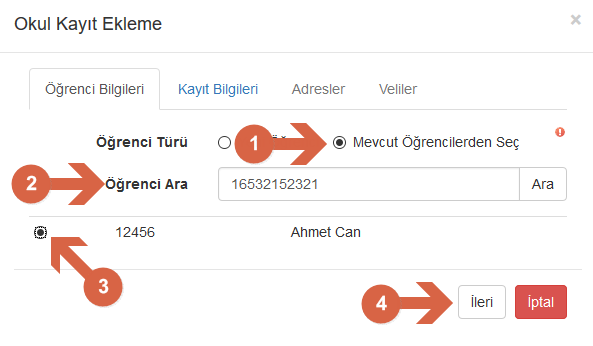 Okul Kayıt Ekleme ×
Öğrenci Bilgileri Kayıt Bilgileri Adresler Veliler
Öğrenci Türü 1 Mevcut Öğrencilerden Seç
2 Öğrenci Ara 16532152321 Ara
12456 Ahmet Can
3
4 İleri İptal